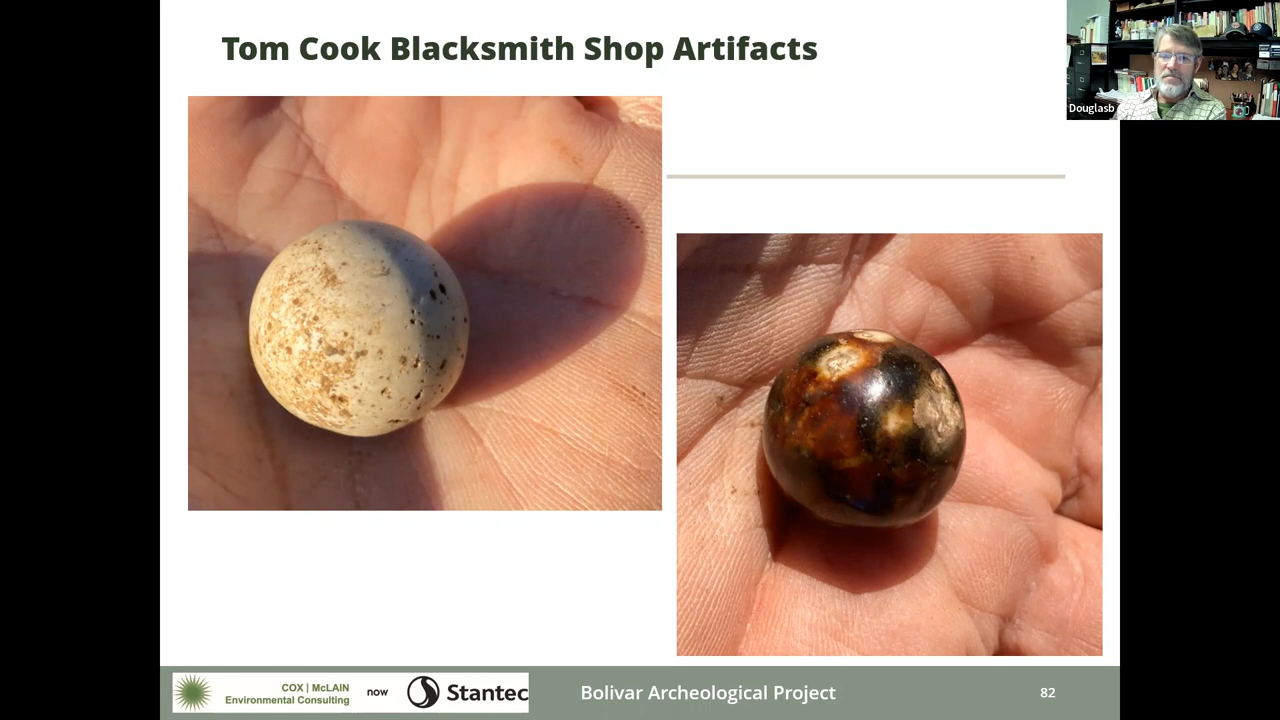 Tom Cook Blacksmith Shop Artifacts
Douglasb
COX | McLAIN
Environmental Consulting
now
Stantec
Bolivar Archeological Project
82